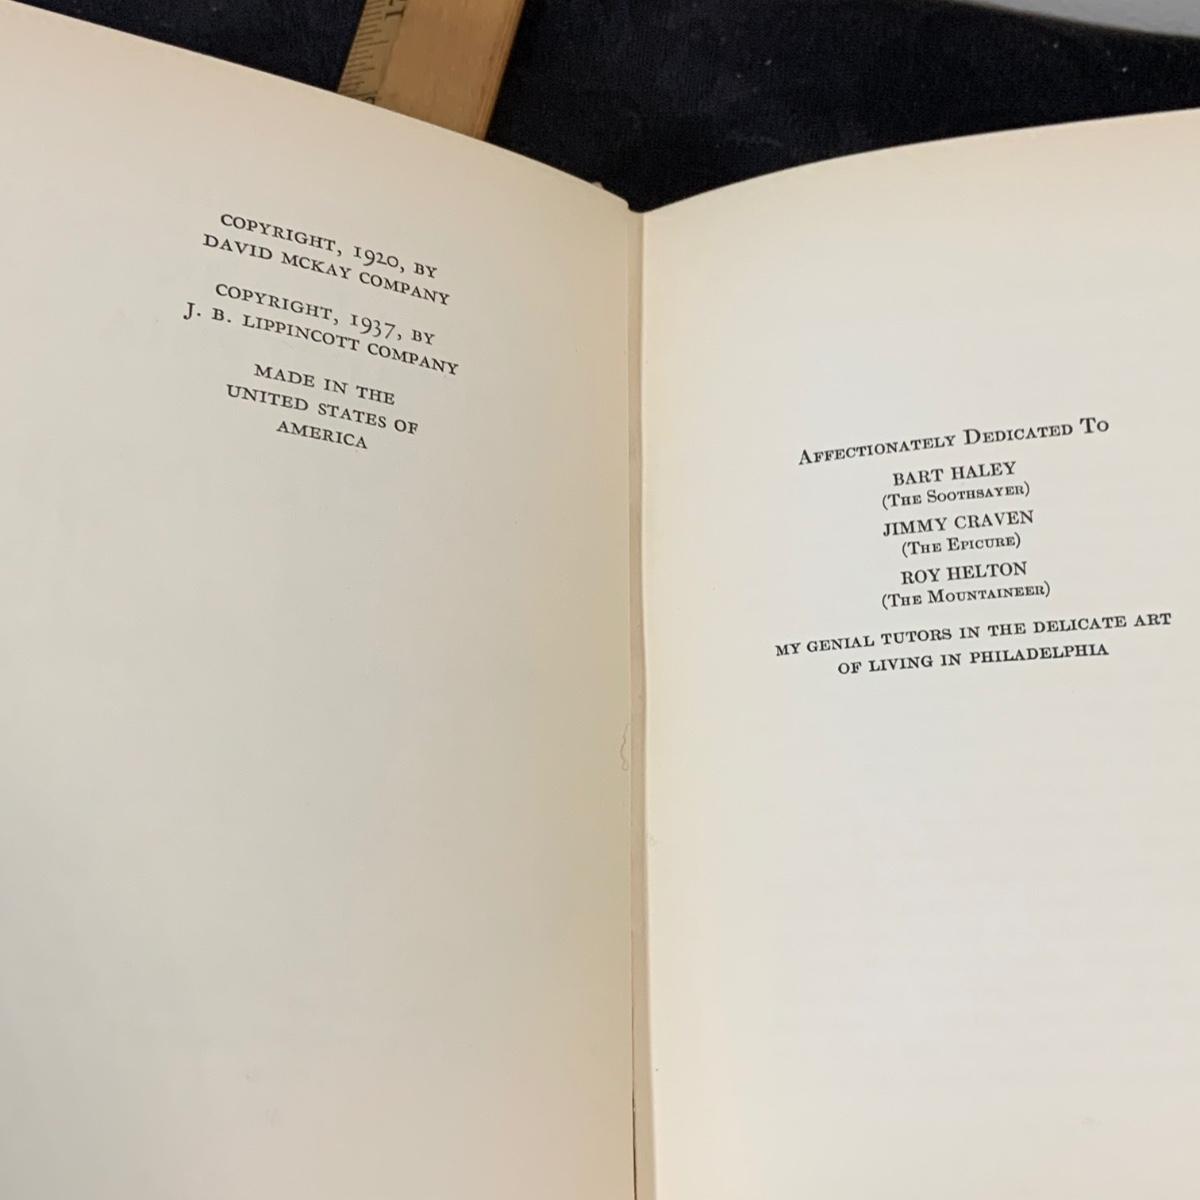 17
COPYRIGHT, 1920, BY
DAVID MCKAY COMPANY
COPYRIGHT, 1937, BY
J. B. LIPPINCOTT COMPANY
MADE IN THE
UNITED STATES OF
AMERICA
AFFECTIONATELY DEDICATED TO
BART HALEY
(THE SOOTHSAYER)
JIMMY CRAVEN
(THE EPICURE)
ROY HELTON
(THE MOUNTAINEER)
MY GENIAL TUTORS IN THE DELICATE ART
OF LIVING IN PHILADELPHIA